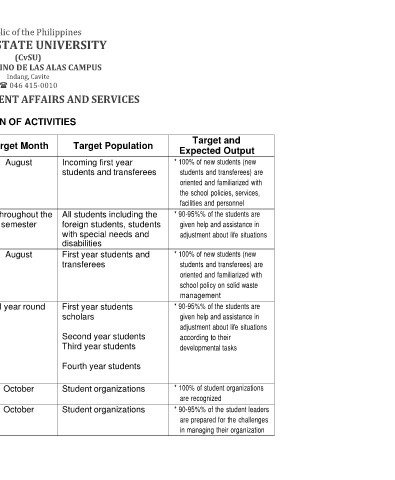 lic of the Philippines
STATE UNIVERSITY
(CvSU)
INO DE LAS ALAS CAMPUS
Indang, Cavite
☎ 046 415-0010
ENT AFFAIRS AND SERVICES
N OF ACTIVITIES
rget Month Target Population Target and
Expected Output
August Incoming first year * 100% of new students (new
students and transferees students and transferees) are
oriented and familiarized with
the school policies, services,
facilities and personnel
hroughout the All students including the * 90-95%% of the students are
semester foreign students, students given help and assistance in
with special needs and adjustment about life situations
disabilities
August First year students and * 100% of new students (new
transferees students and transferees) are
oriented and familiarized with
school policy on solid waste
management
l year round First year students * 90-95%% of the students are
scholars given help and assistance in
adjustment about life situations
Second year students according to their
Third year students developmental tasks
Fourth year students
October Student organizations * 100% of student organizations
are recognized
October Student organizations * 90-95%% of the student leaders
are prepared for the challenges
in managing their organization